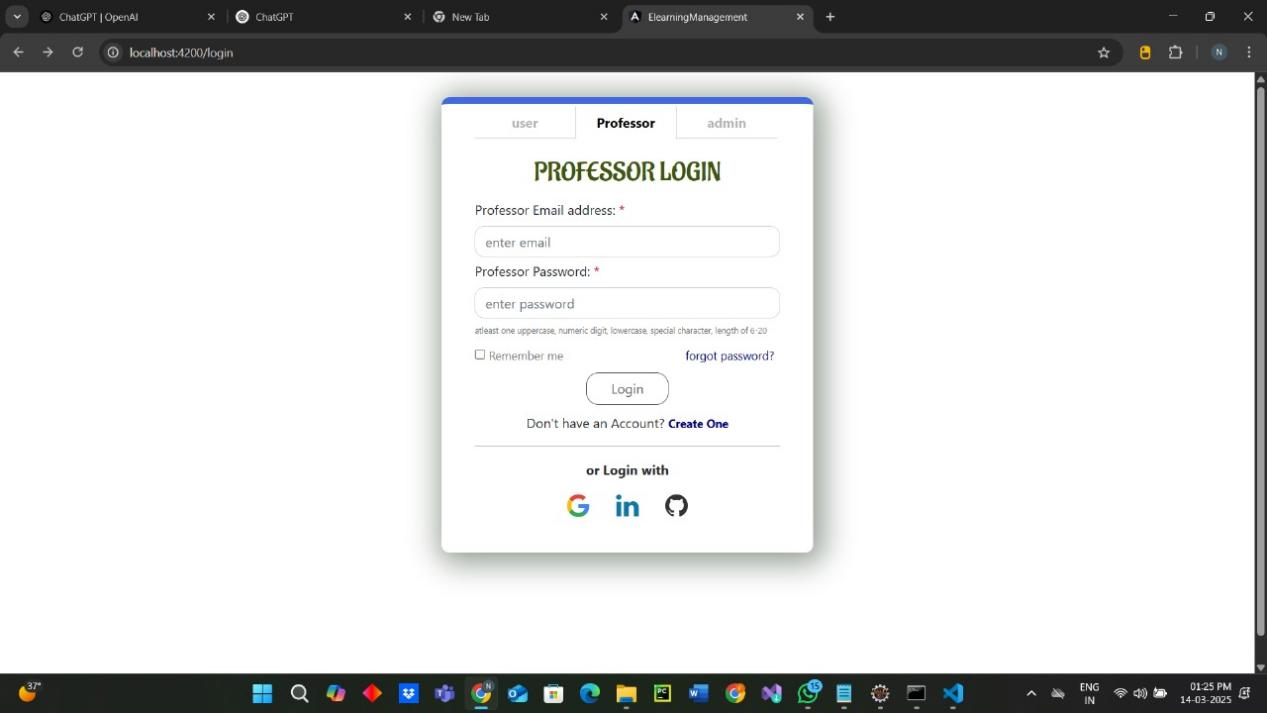 ChatGPT | OpenAI
ChatGPT
New Tab
ElearningManagement
localhost:4200/login
N
user
Professor
admin
PROFESSOR LOGIN
Professor Email address: *
enter email
Professor Password: *
enter password
atleast one uppercase, numeric digit, lowercase, special character, length of 6-20
Remember me
forgot password?
Login
Don't have an Account? Create One
or Login with
in
37°
15
ENG
IN
01:25 PM
14-03-2025